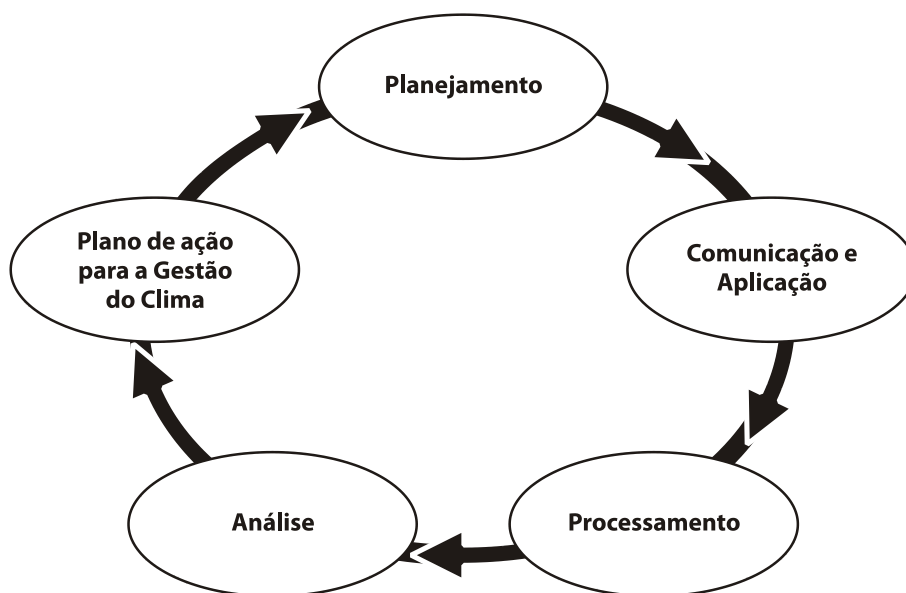 Planejamento
Comunicação e
Aplicação
Processamento
Análise
Plano de ação
para a Gestão
do Clima